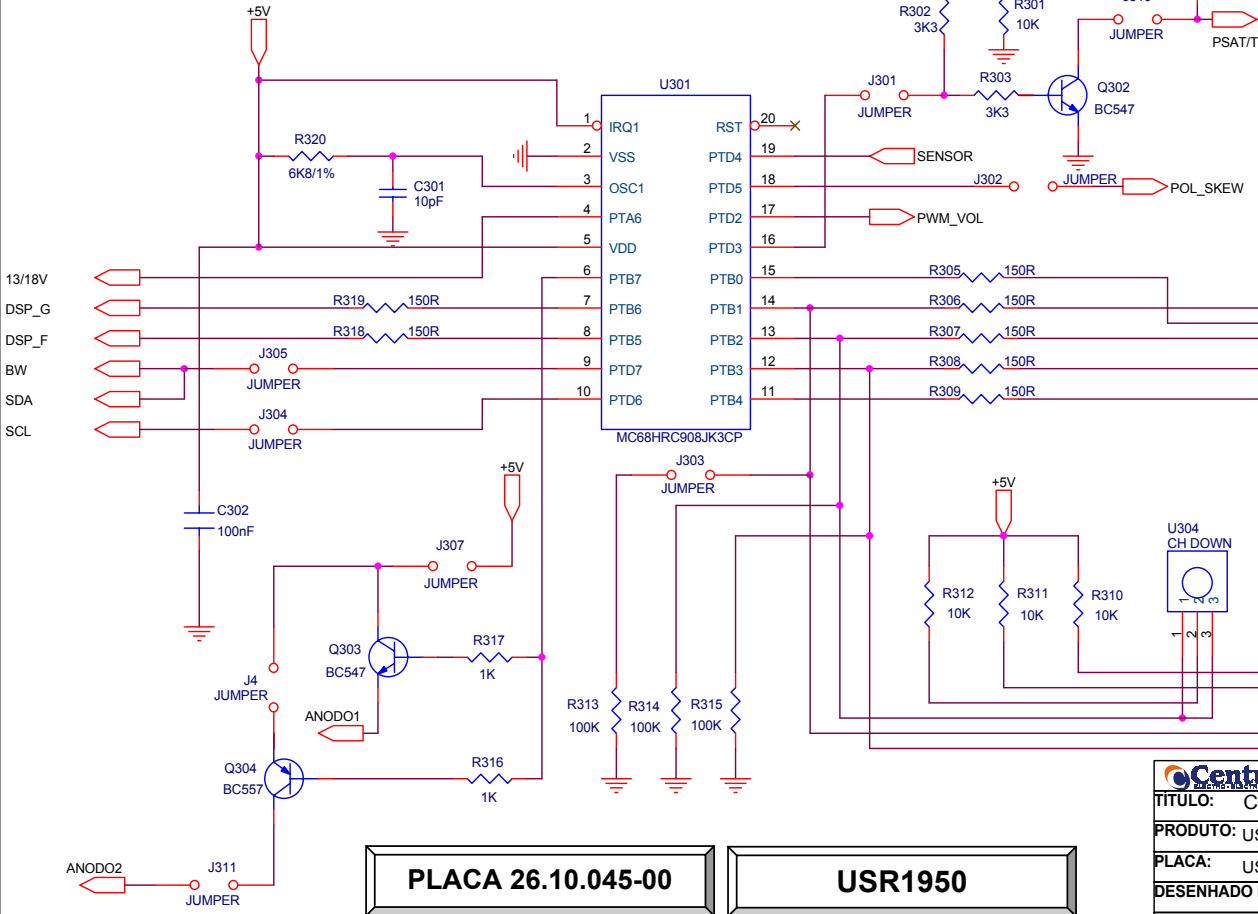 +5V
R302
3K3
R301
10K
JUMPER
PSAT/T
U301
J301
JUMPER
R303
3K3
Q302
BC547
1 IRQ1
RST 20
R320
6K8/1%
2 VSS
PTD4 19
SENSOR
C301
10pF
3 OSC1
PTD5 18
J302
JUMPER
POL_SKEW
4 PTA6
PTD2 17
PWM_VOL
5 VDD
PTD3 16
13/18V
6 PTB7
PTB0 15
R305 150R
DSP_G
R319 150R
7 PTB6
PTB1 14
R306 150R
DSP_F
R318 150R
8 PTB5
PTB2 13
R307 150R
BW
J305
JUMPER
9 PTD7
PTB3 12
R308 150R
SDA
10 PTD6
PTB4 11
R309 150R
SCL
J304
JUMPER
MC68HRC908JK3CP
J303
JUMPER
+5V
+5V
C302
100nF
U304
CH DOWN
1 2 3
1 2 3
J307
JUMPER
R312
10K
R311
10K
R310
10K
Q303
BC547
R317
1K
J4
JUMPER
ANODO1
R313
100K
R314
100K
R315
100K
Q304
BC557
R316
1K
ANODO2
J311
JUMPER
PLACA 26.10.045-00
USR1950
Centu
TÍTULO: C
PRODUTO: US
PLACA: US
DESENHADO